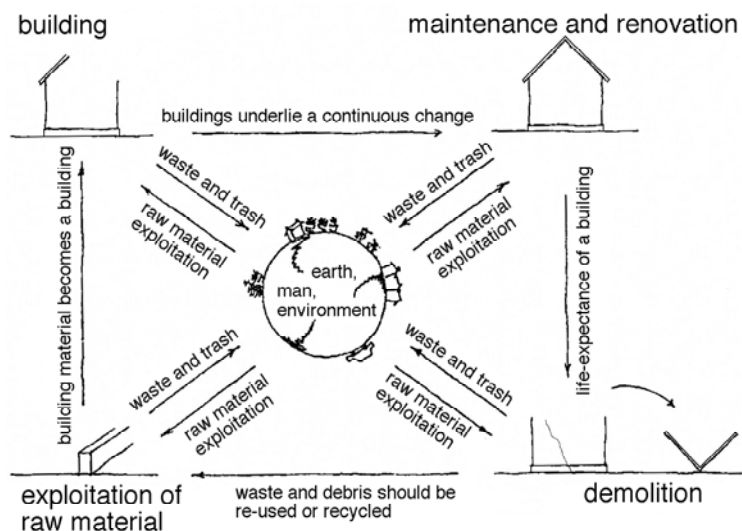 building
maintenance and renovation
buildings underlie a continuous change
waste and trash
raw material
exploitation
waste and trash
raw material
exploitation
building material becomes a building
earth,
man,
environment
life-expectance of a building
waste and trash
raw material
exploitation
waste and trash
raw material
exploitation
exploitation of
raw material
waste and debris should be
re-used or recycled
demolition